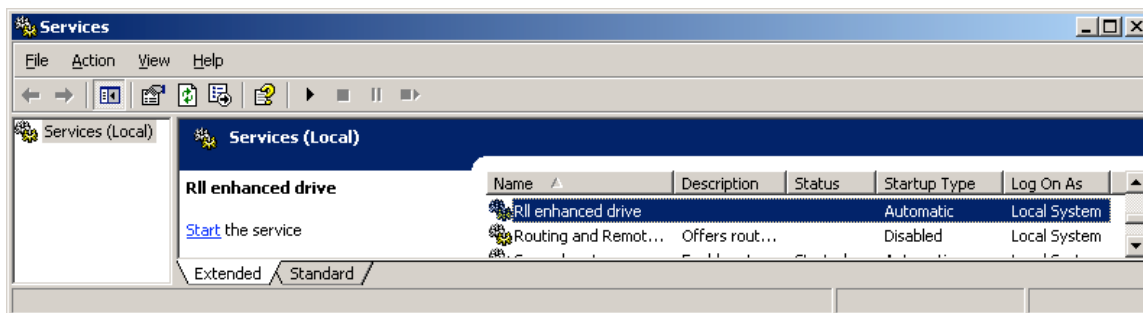 Services
File Action View Help
Services (Local)
Services (Local)
Rll enhanced drive
Start the service
Name Description Status Startup Type Log On As
Rll enhanced drive Automatic Local System
Routing and Remot... Offers rout... Disabled Local System
Extended Standard